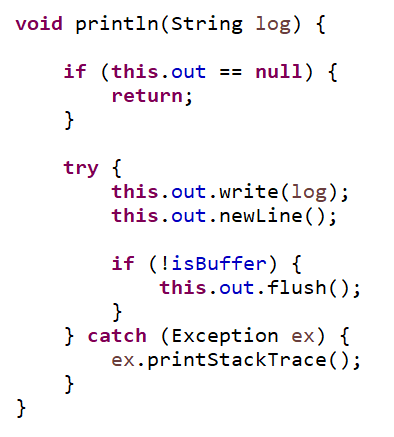 void println(String log) {
    if (this.out == null) {
        return;
    }
    try {
        this.out.write(log);
        this.out.newLine();
        if (!isBuffer) {
            this.out.flush();
        }
    } catch (Exception ex) {
        ex.printStackTrace();
    }
}